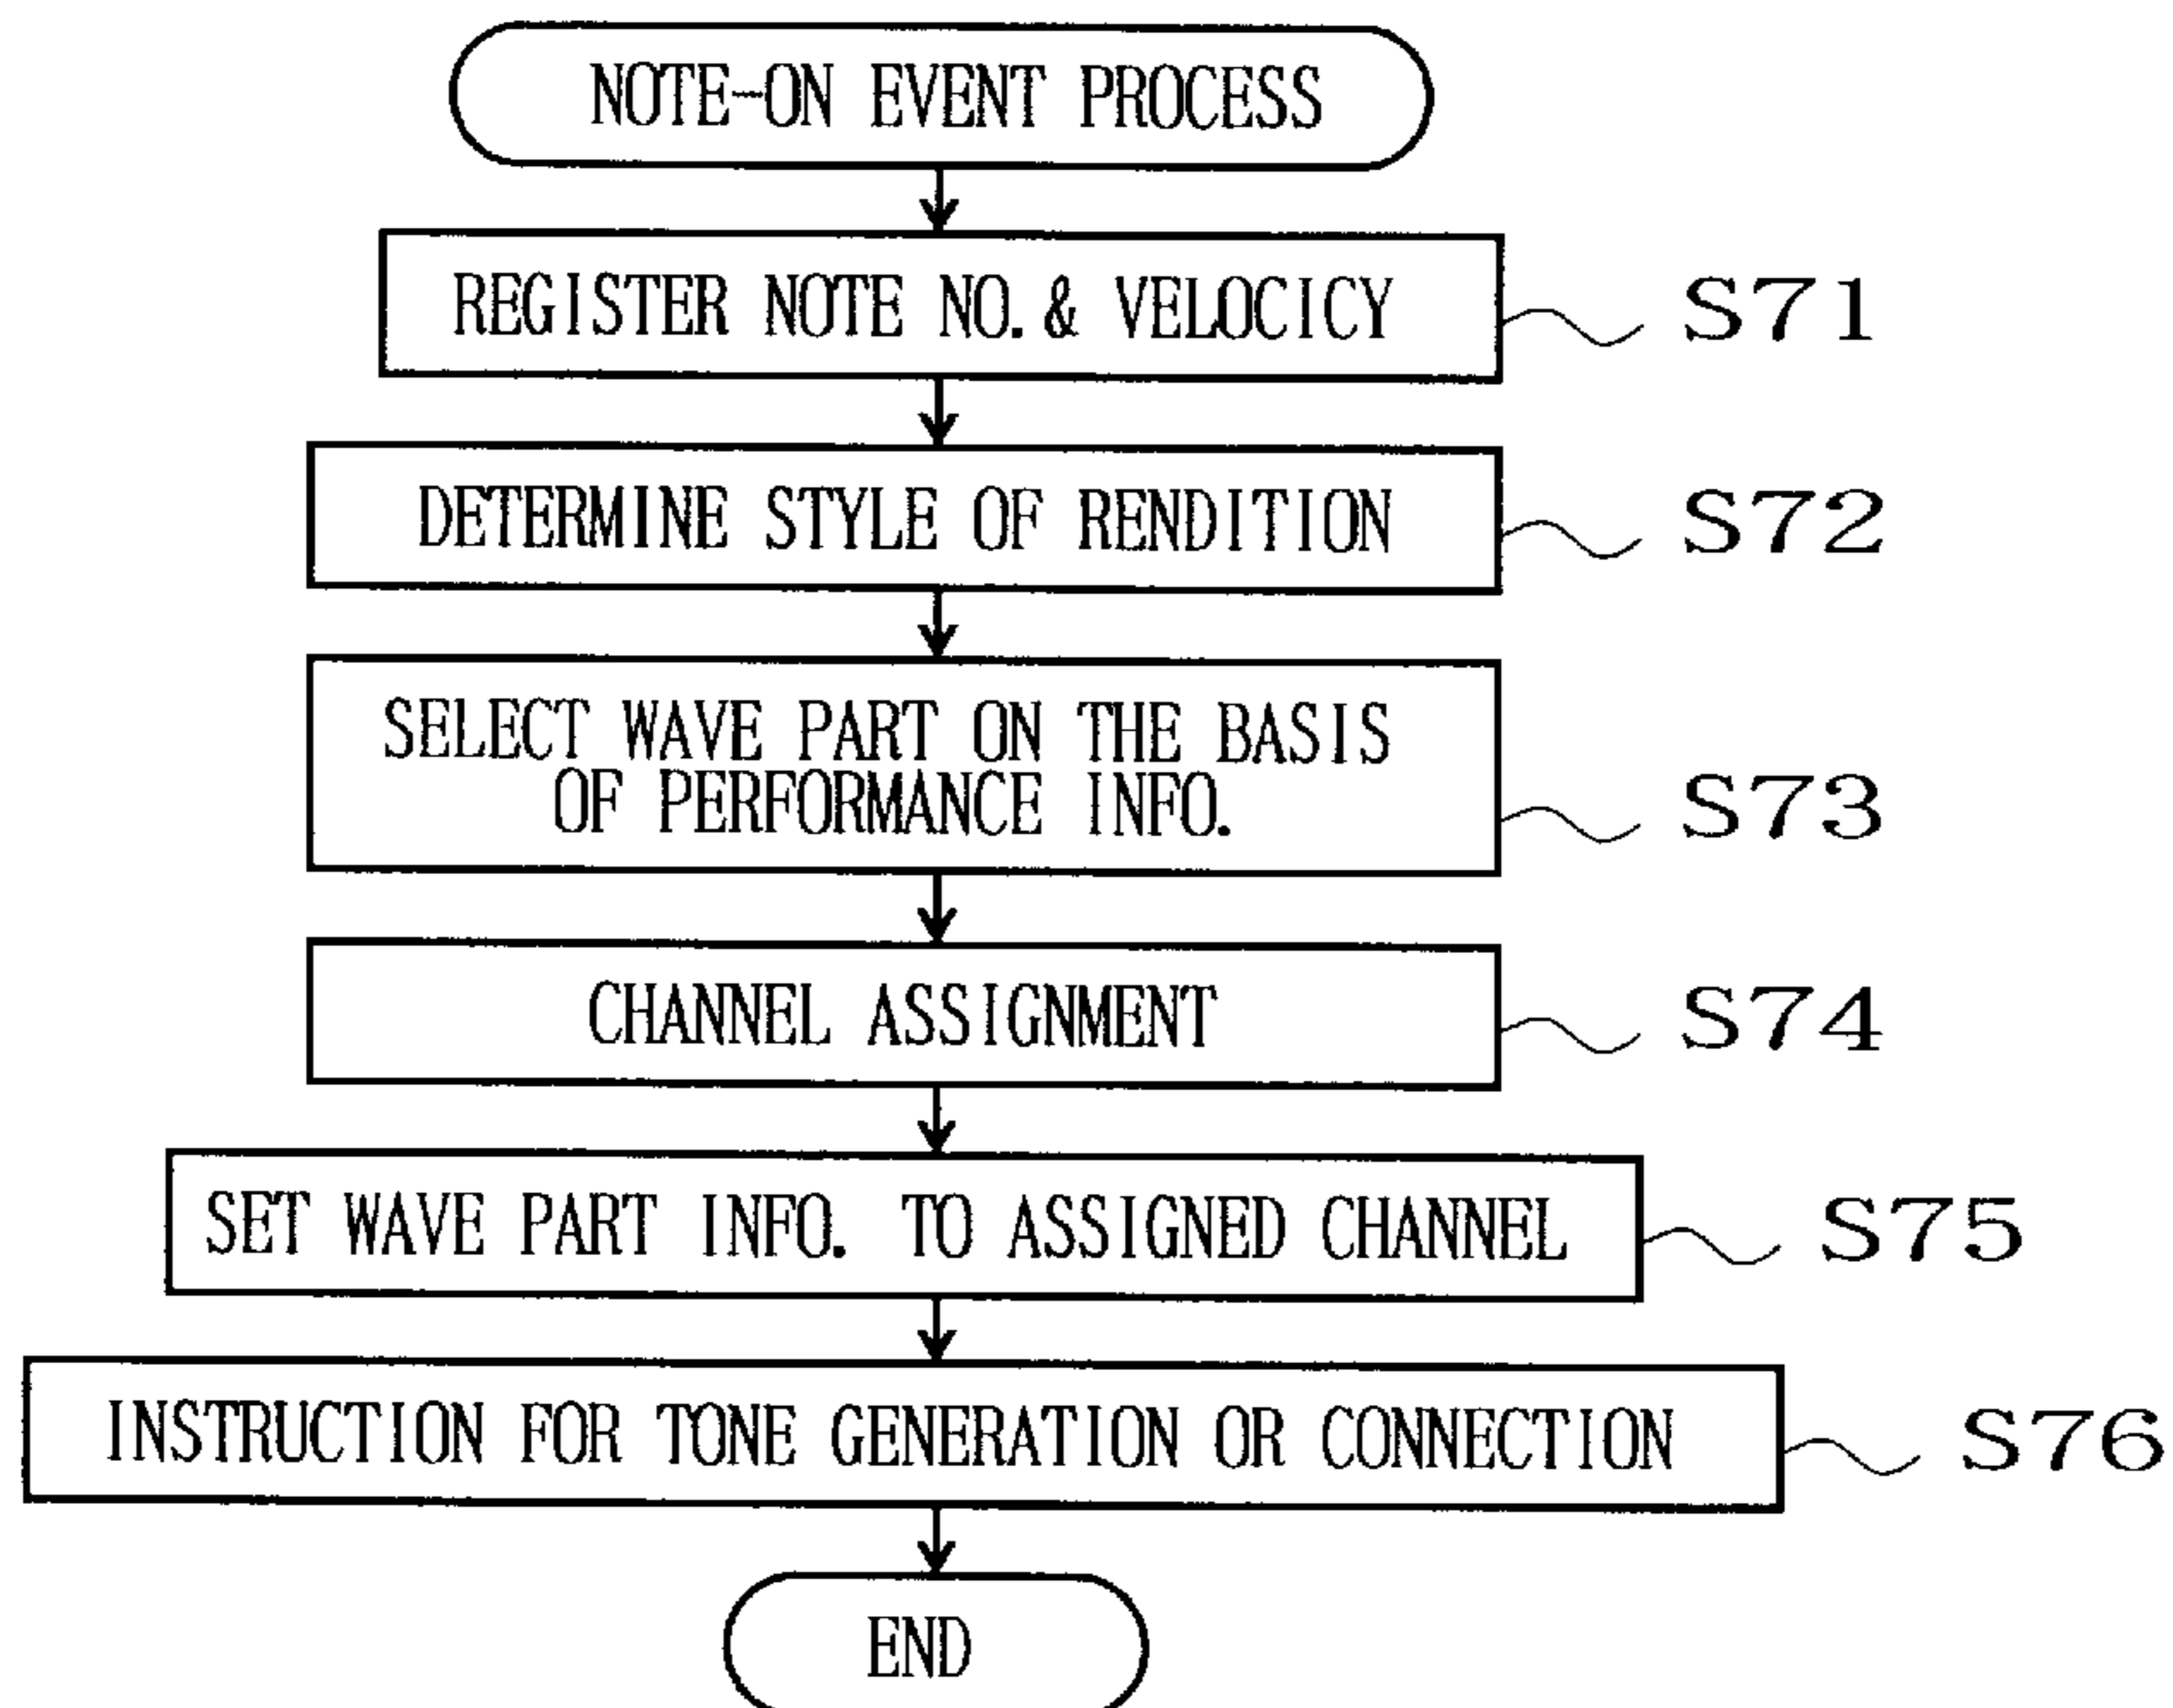 NOTE-ON EVENT PROCESS
REGISTER NOTE NO. & VELOCICY
S71
DETERMINE STYLE OF RENDITION
S72
SELECT WAVE PART ON THE BASIS
OF PERFORMANCE INFO.
S73
CHANNEL ASSIGNMENT
S74
SET WAVE PART INFO. TO ASSIGNED CHANNEL
S75
INSTRUCTION FOR TONE GENERATION OR CONNECTION
S76
END